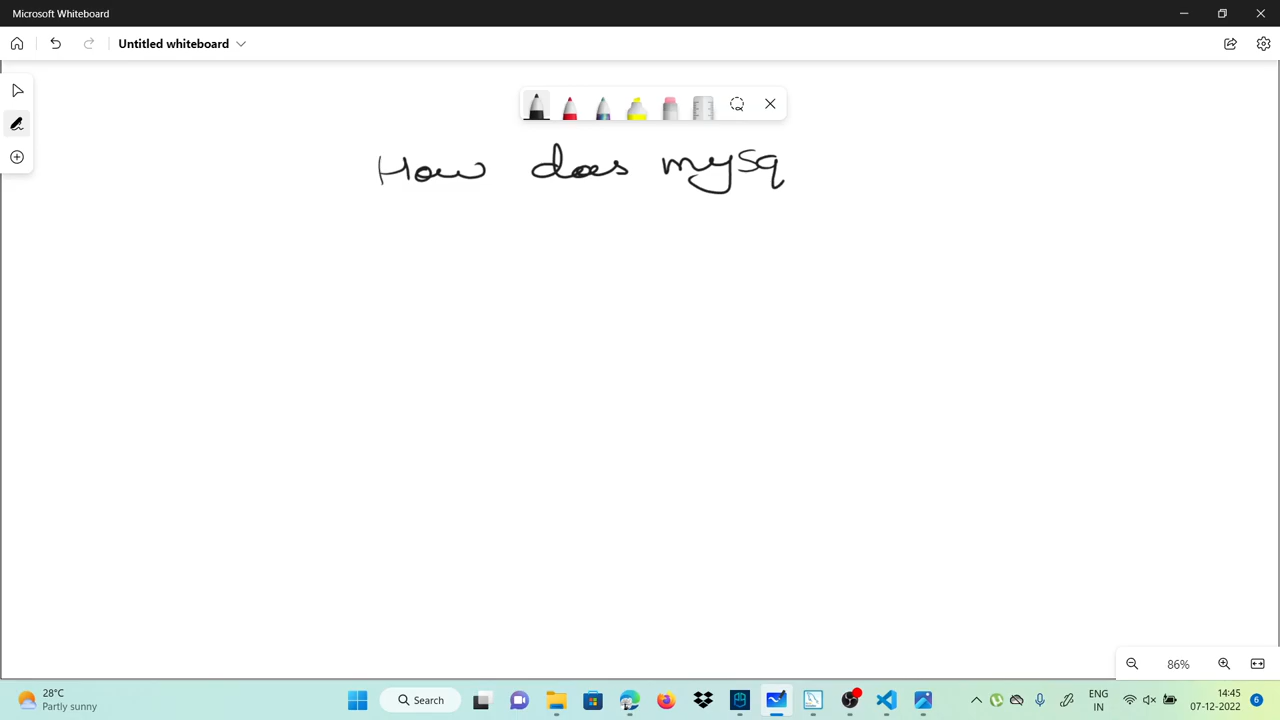 Microsoft Whiteboard
Untitled whiteboard
How does mySq
86%
28°C
Partly sunny
Search
ENG
IN
14:45
07-12-2022
6